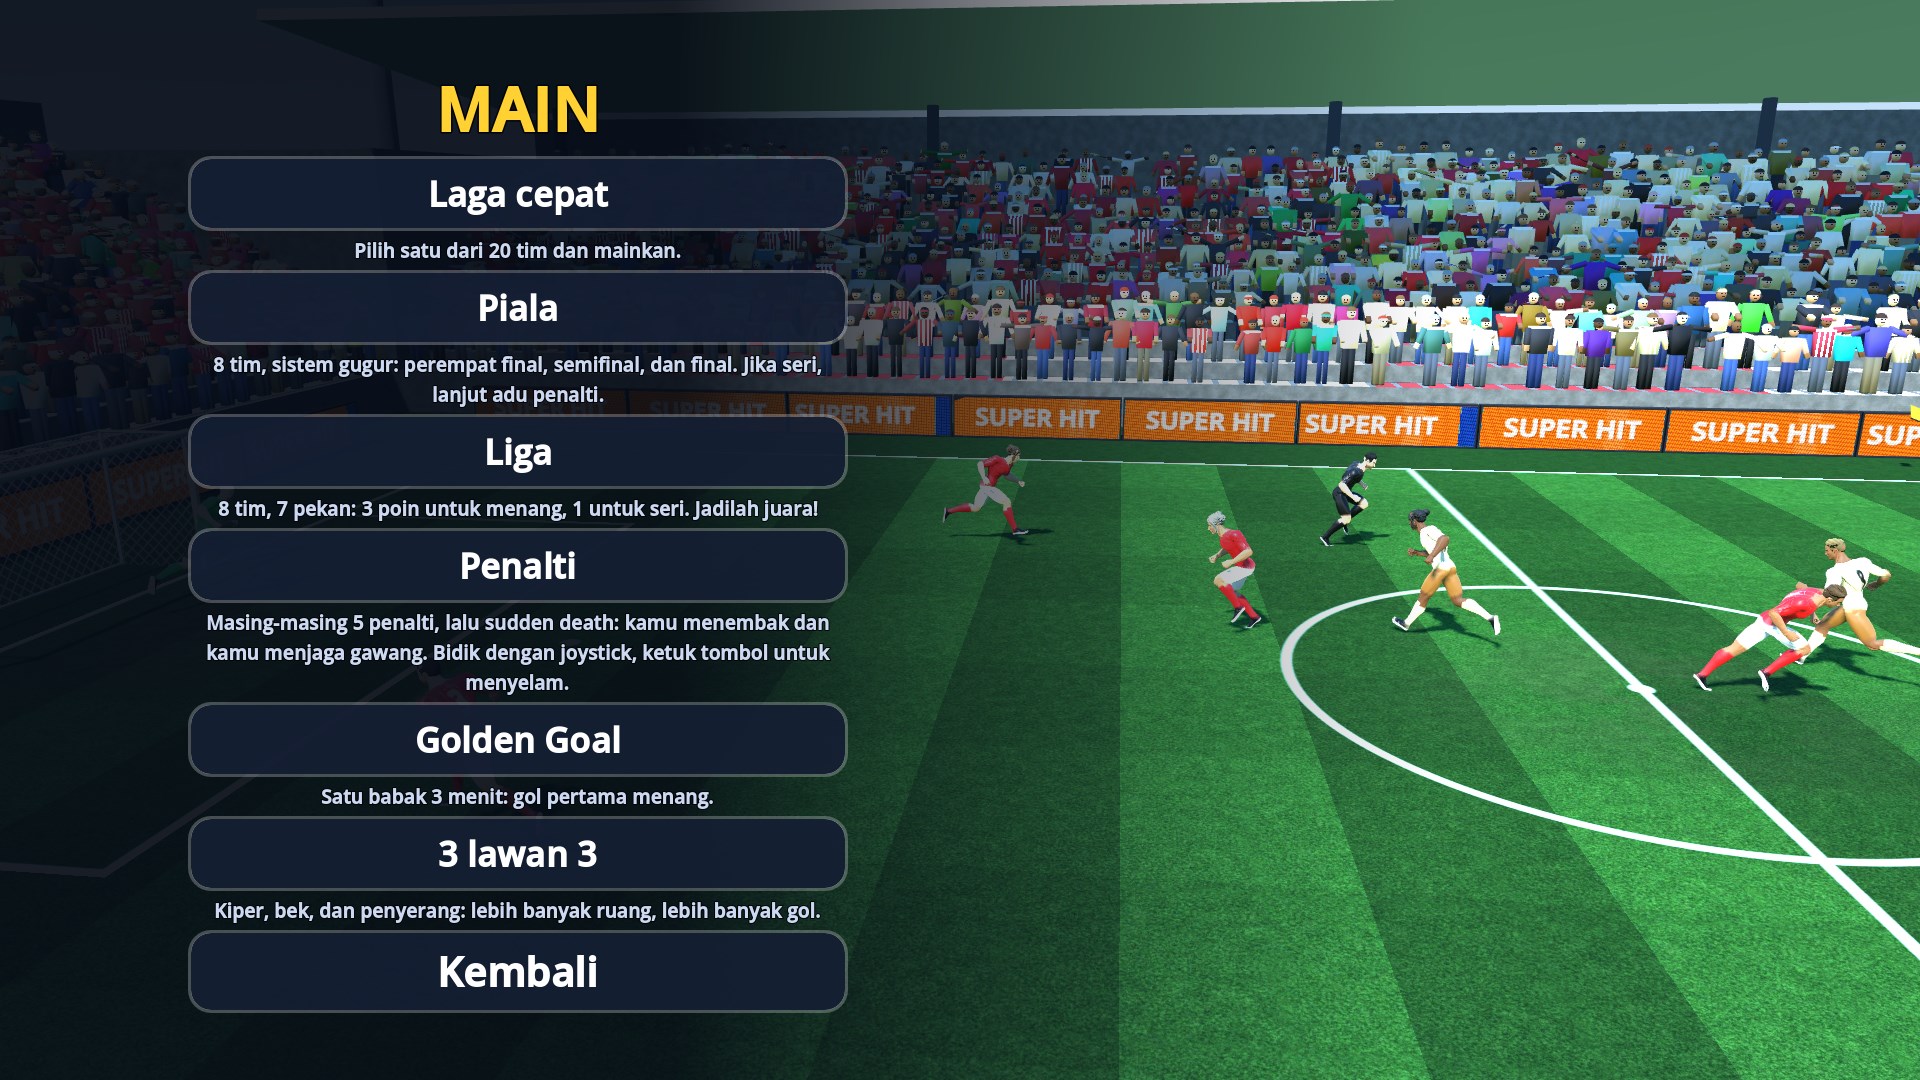 MAIN
Laga cepat
Pilih satu dari 20 tim dan mainkan.
Piala
8 tim, sistem gugur: perempat final, semifinal, dan final. Jika seri,
lanjut adu penalti.
Liga
8 tim, 7 pekan: 3 poin untuk menang, 1 untuk seri. Jadilah juara!
Penalti
Masing-masing 5 penalti, lalu sudden death: kamu menembak dan
kamu menjaga gawang. Bidik dengan joystick, ketuk tombol untuk
menyelam.
Golden Goal
Satu babak 3 menit: gol pertama menang.
3 lawan 3
Kiper, bek, dan penyerang: lebih banyak ruang, lebih banyak gol.
Kembali
SUPER HIT SUPER HIT SUPER HIT SUPER HIT SUPER HIT SUPER HIT SUPER HIT SUP
R HIT SUPER